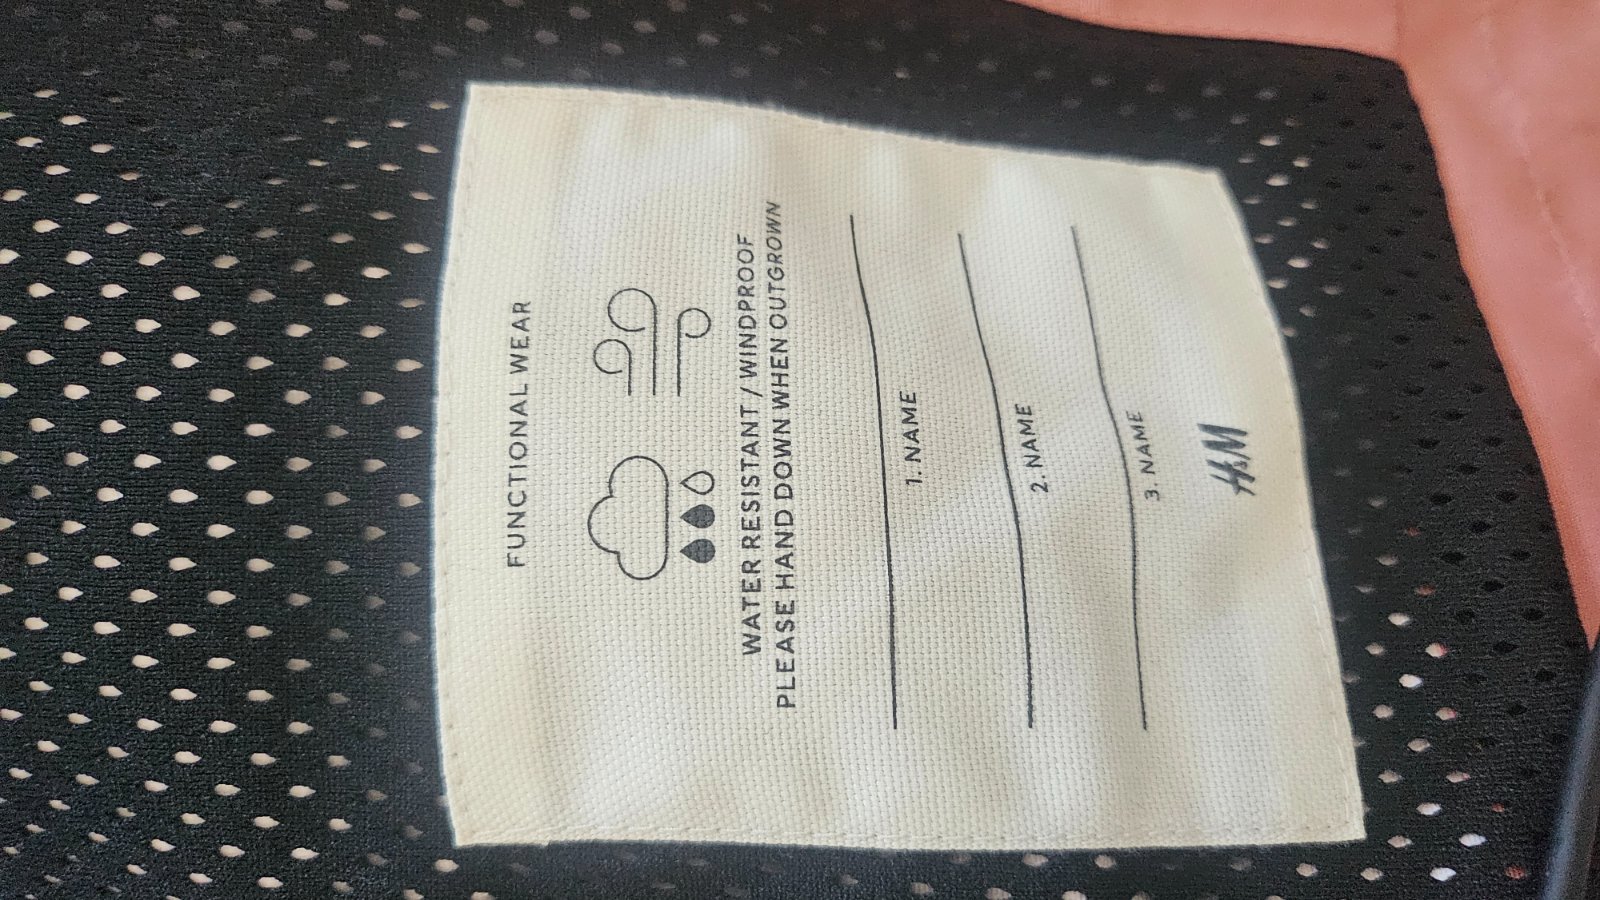 FUNCTIONAL WEAR
WATER RESISTANT / WINDPROOF
PLEASE HAND DOWN WHEN OUTGROWN
1. NAME
2. NAME
3. NAME
H&M